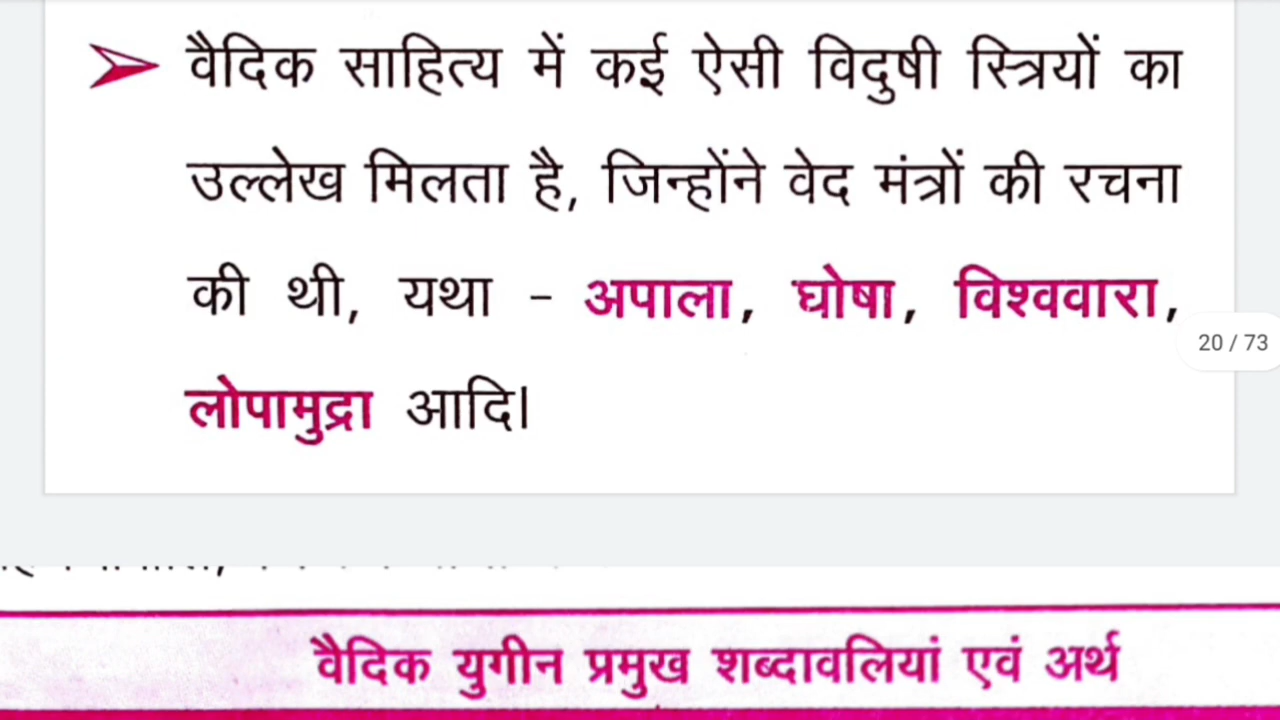 ➤ वैदिक साहित्य में कई ऐसी विदुषी स्त्रियों का
उल्लेख मिलता है, जिन्होंने वेद मंत्रों की रचना
की थी, यथा - अपाला, घोषा, विश्ववारा,
20 / 73
लोपामुद्रा आदि।
वैदिक युगीन प्रमुख शब्दावलियां एवं अर्थ